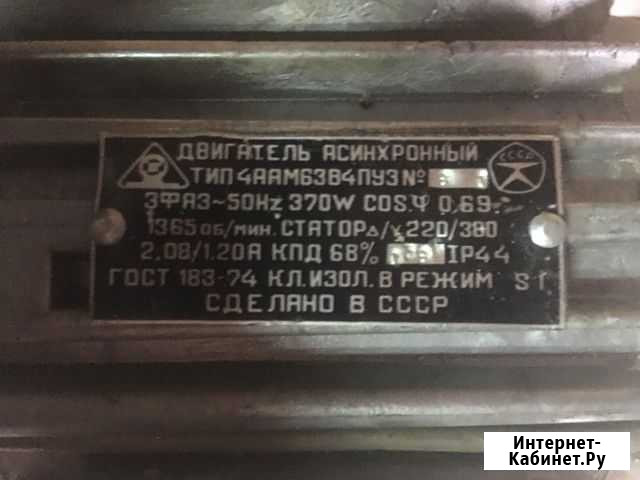 ДВИГАТЕЛЬ АСИНХРОННЫЙ
СССР
ТИП 4ААМ63В4ПУЗ №
3ФАЗ~50Hz 370W COSφ 0,69
1365 ОБ/МИН. СТАТОР Δ/Y 220/380
2,08/1.20А КПД 68% IP44
ГОСТ 183-74 КЛ.ИЗОЛ. В РЕЖИМ S1
СДЕЛАНО В СССР
Интернет-
Кабинет.Ру